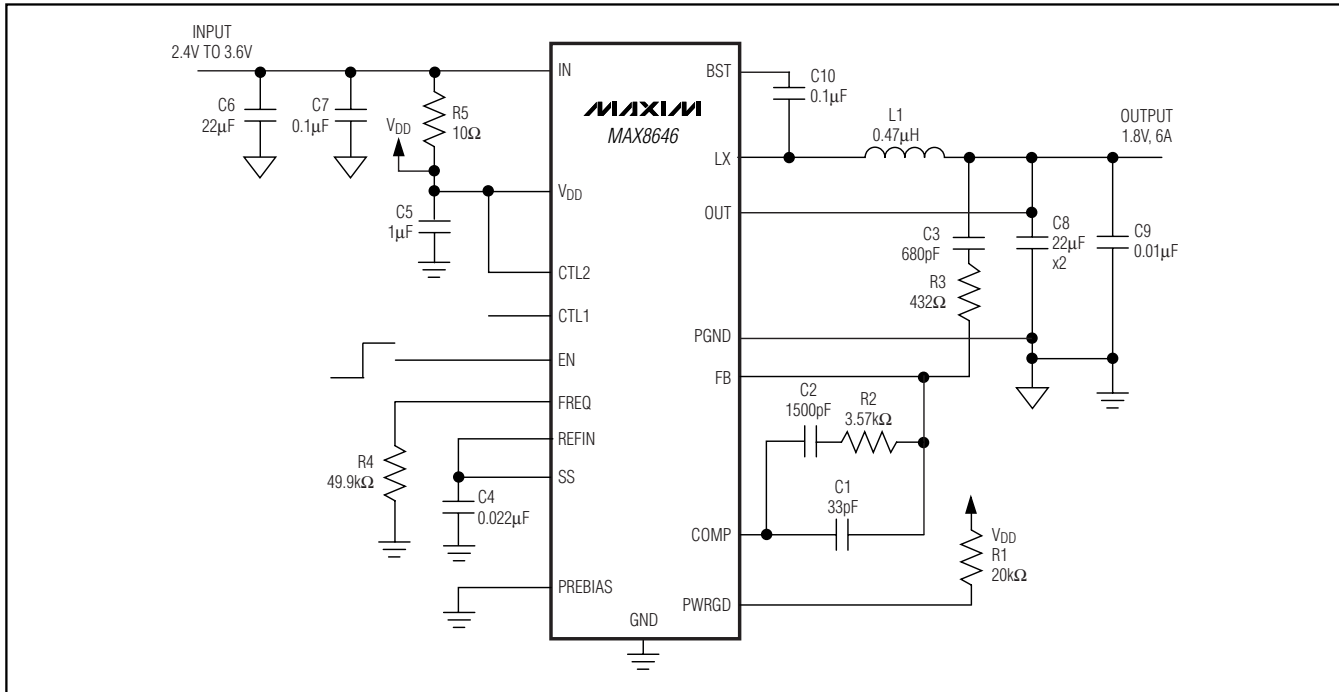 INPUT
2.4V TO 3.6V
C6
22µF
C7
0.1µF
R5
10Ω
VDD
C5
1µF
IN
VDD
CTL2
CTL1
EN
FREQ
REFIN
SS
PREBIAS
R4
49.9kΩ
C4
0.022µF
MAXIM
MAX8646
GND
BST
LX
OUT
PGND
FB
COMP
PWRGD
C10
0.1µF
L1
0.47µH
OUTPUT
1.8V, 6A
C3
680pF
R3
432Ω
C8
22µF
x2
C9
0.01µF
C2
1500pF
R2
3.57kΩ
C1
33pF
VDD
R1
20kΩ